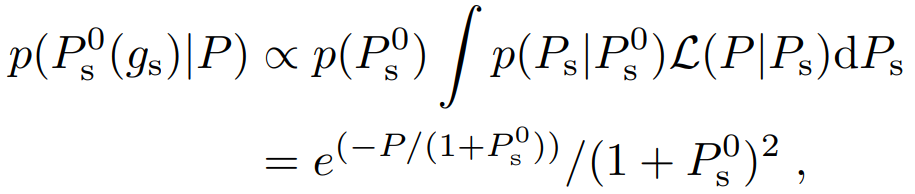 p(P_s^0(g_s)|P) ∝ p(P_s^0) ∫ p(P_s|P_s^0)ℒ(P|P_s)dP_s
= e^{(−P/(1+P_s^0))}/(1 + P_s^0)^2 ,